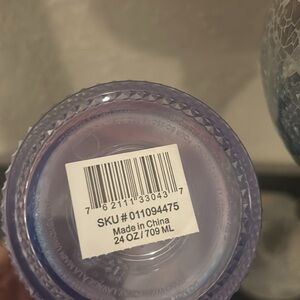 7 62111 33043 7
SKU # 011094475
Made in China
24 OZ / 709 ML